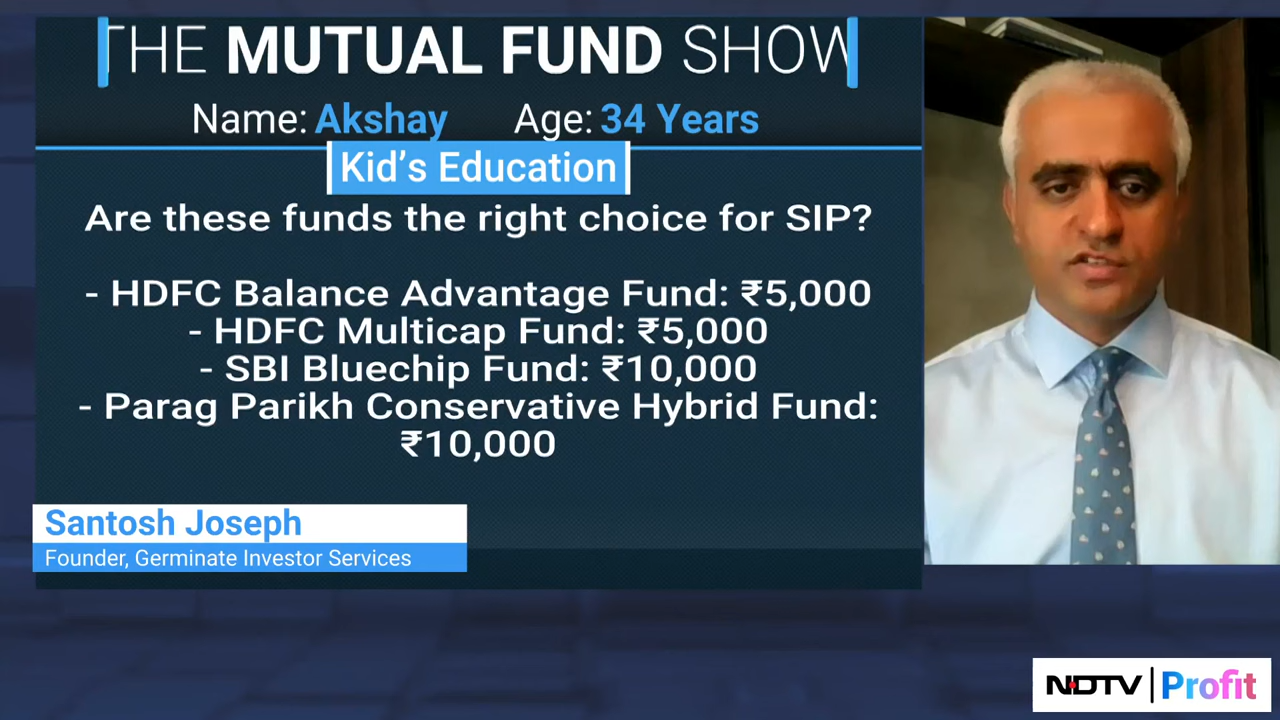 THE MUTUAL FUND SHOW
Name: Akshay Age: 34 Years
Kid's Education
Are these funds the right choice for SIP?
- HDFC Balance Advantage Fund: ₹5,000
- HDFC Multicap Fund: ₹5,000
- SBI Bluechip Fund: ₹10,000
- Parag Parikh Conservative Hybrid Fund:
₹10,000
Santosh Joseph
Founder, Germinate Investor Services
NDTV Profit